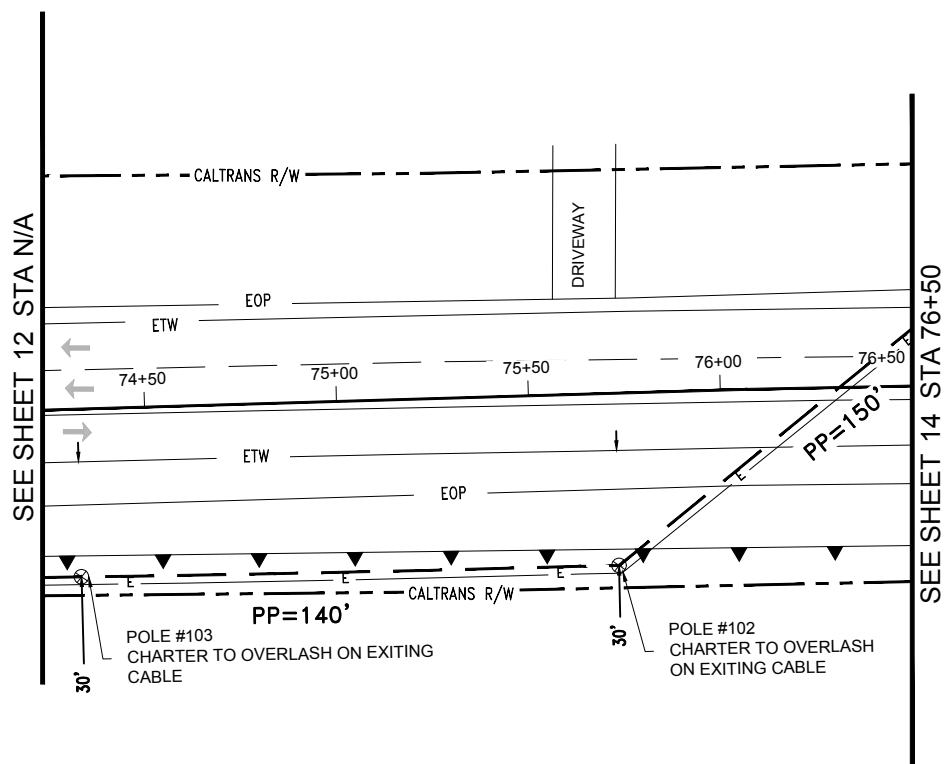 CALTRANS R/W
SEE SHEET 12 STA N/A
DRIVEWAY
EOP
ETW
74+50
75+00
75+50
76+00
76+50
E
SEE SHEET 14 STA 76+50
PP=150'
ETW
E
EOP
E
E
E
CALTRANS R/W
PP=140'
POLE #103
CHARTER TO OVERLASH ON EXITING
CABLE
30'
POLE #102
CHARTER TO OVERLASH
ON EXITING CABLE
30'